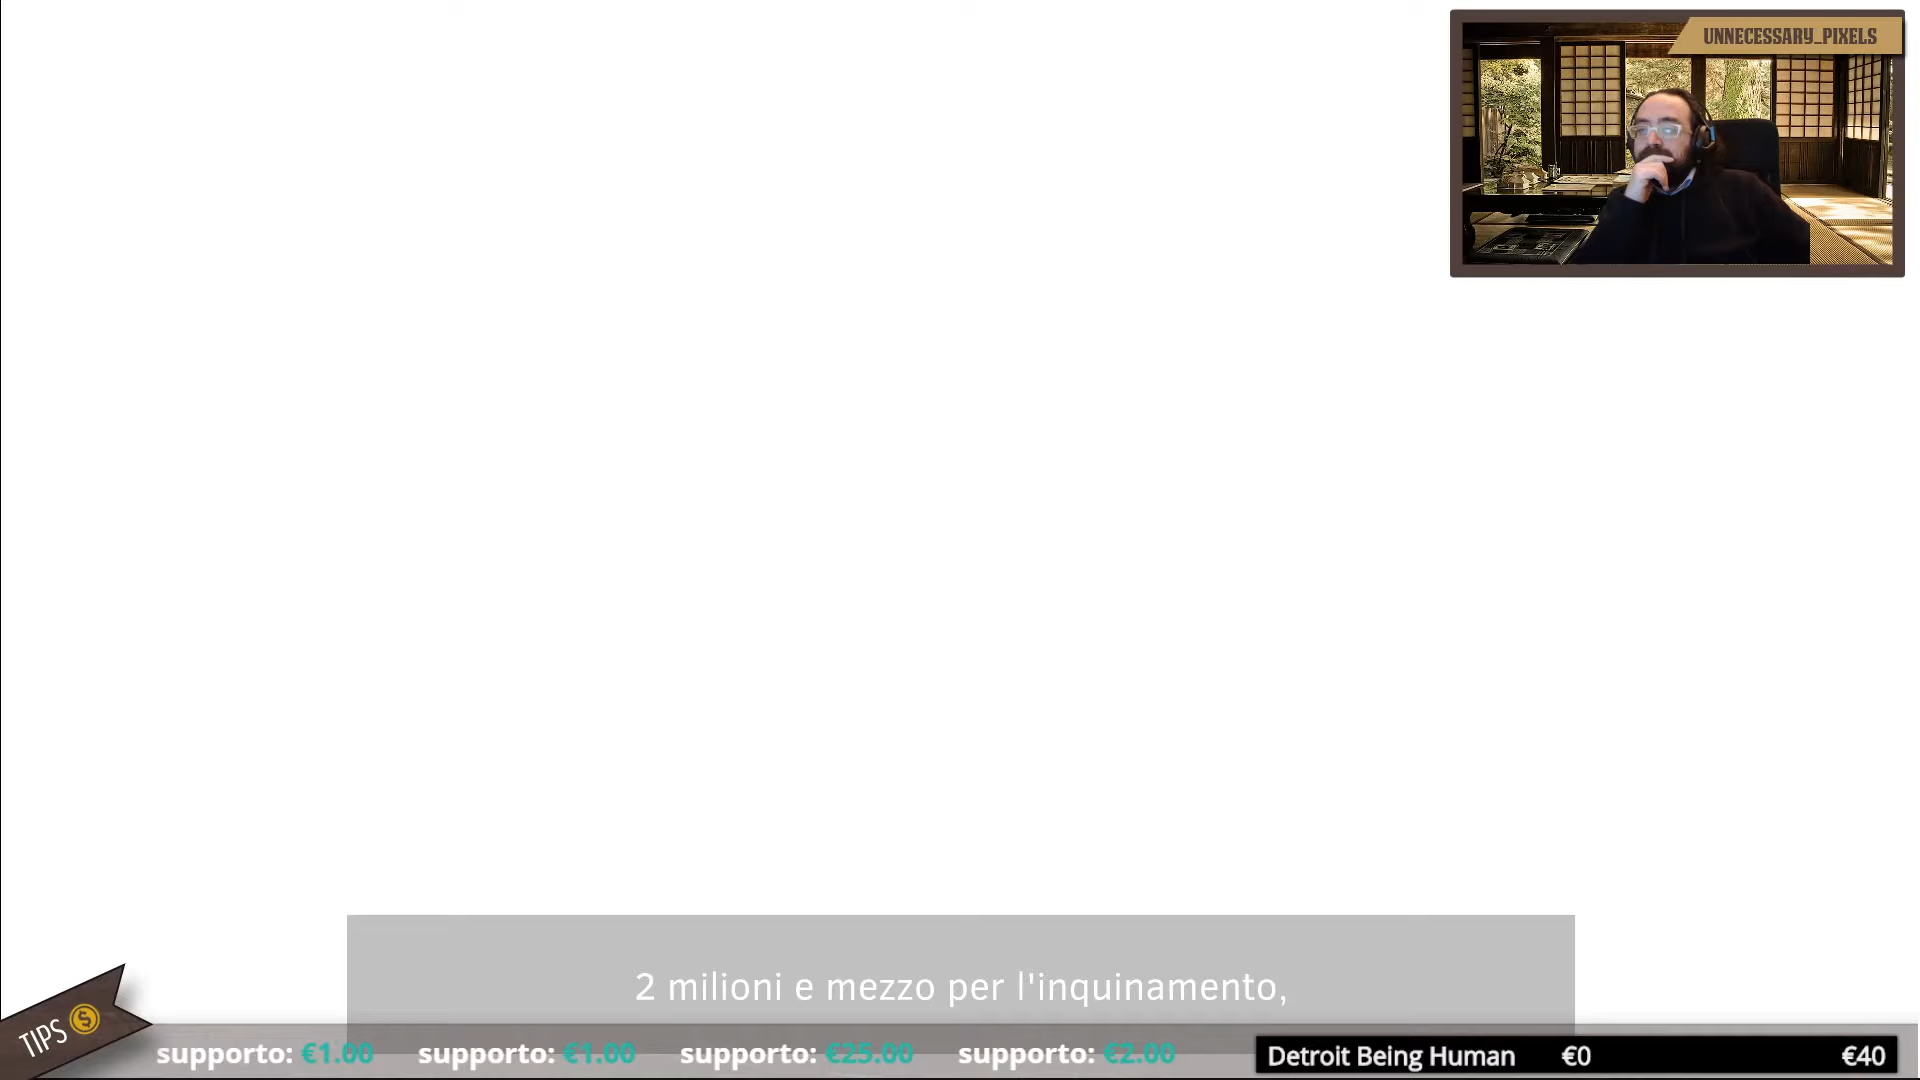 UNNECESSARY_PIXELS
2 milioni e mezzo per l'inquinamento,
TIPS
supporto: €1.00 supporto: €1.00 supporto: €25.00 supporto: €2.00
Detroit Being Human €0 €40